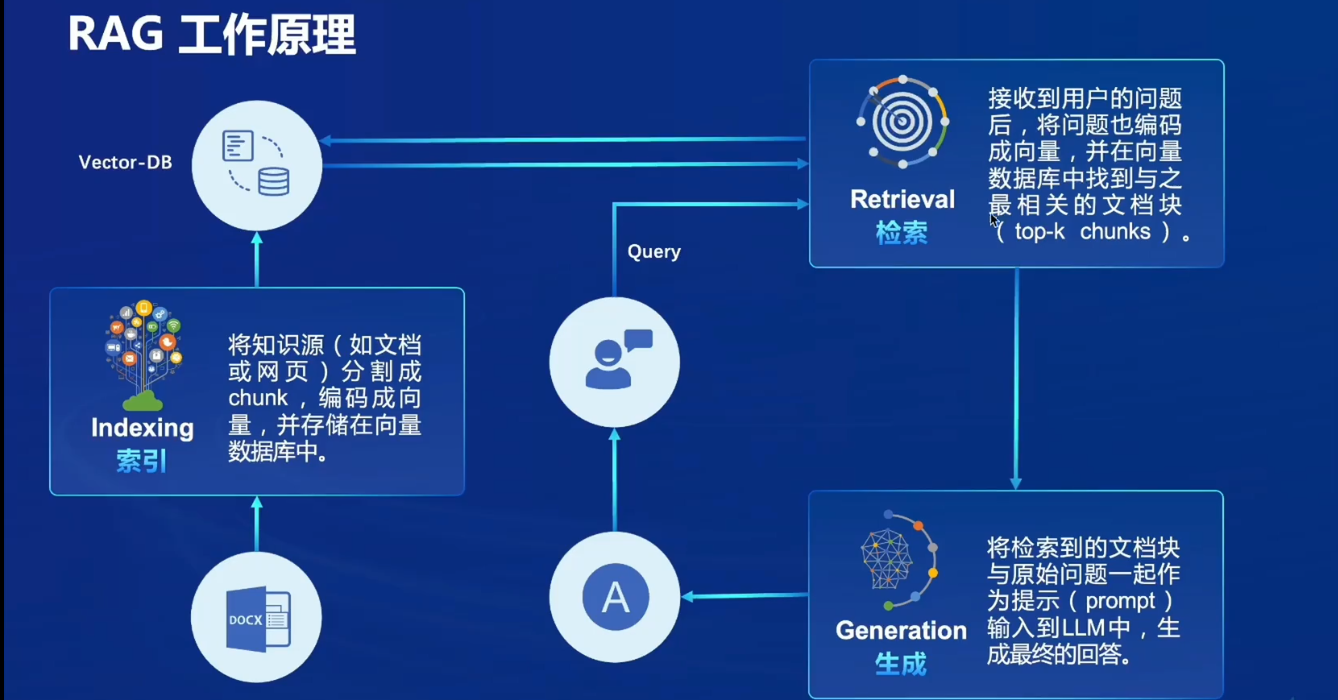 RAG 工作原理
Vector-DB
接收到用户的问题
后，将问题也编码
成向量，并在向量
数据库中找到与之
最相关的文档块
（ top-k chunks ）。
Retrieval
检索
Query
将知识源（如文档
或网页）分割成
chunk，编码成向
量，并存储在向量
数据库中。
Indexing
索引
DOCX
A
将检索到的文档块
与原始问题一起作
为提示（ prompt ）
输入到LLM中，生
成最终的回答。
Generation
生成